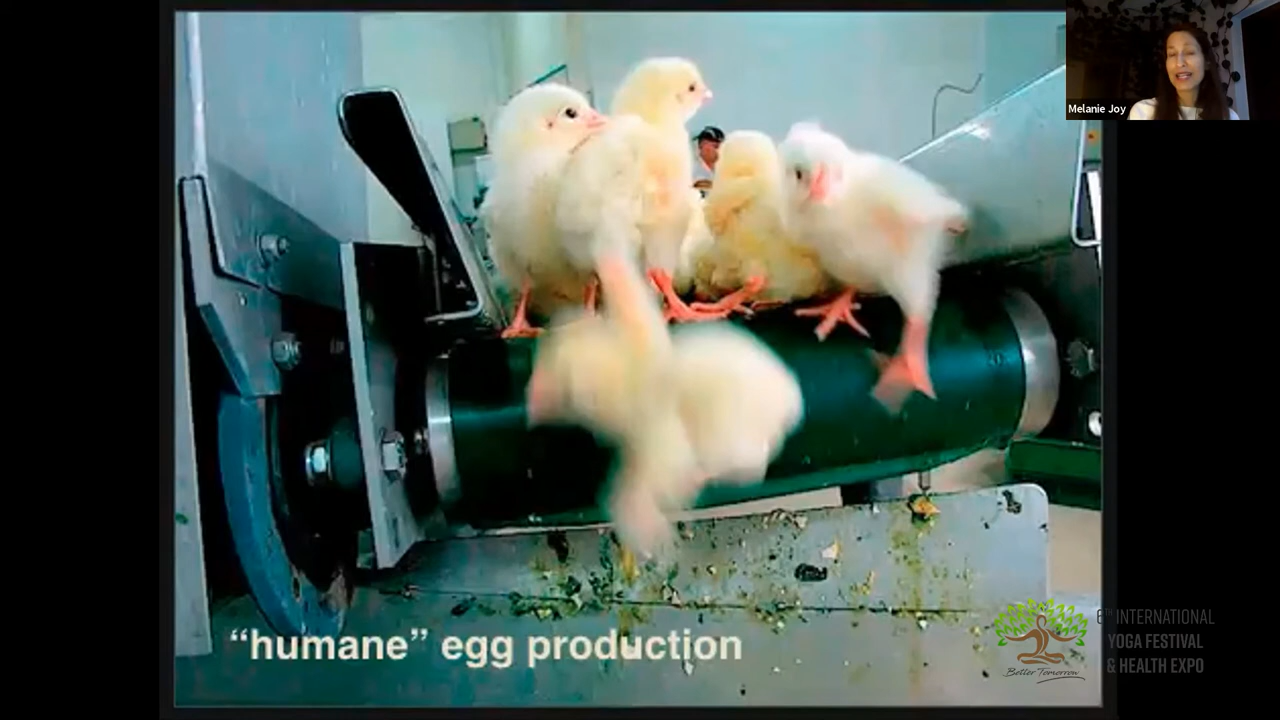 Melanie Joy
“humane” egg production
6TH INTERNATIONAL
YOGA FESTIVAL
& HEALTH EXPO
Better Tomorrow